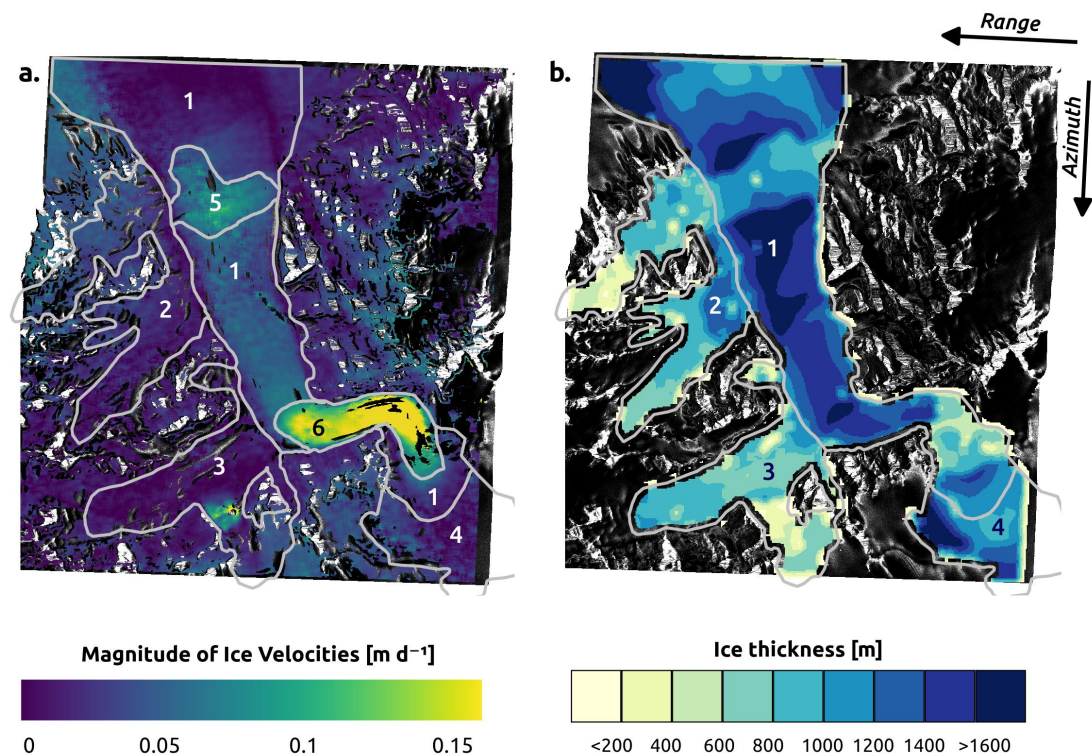 Range
a.
b.
Azimuth
1
5
1
2
6
3
1
4
1
2
3
4
Magnitude of Ice Velocities [m d⁻¹]
0 0.05 0.1 0.15
Ice thickness [m]
<200 400 600 800 1000 1200 1400 >1600